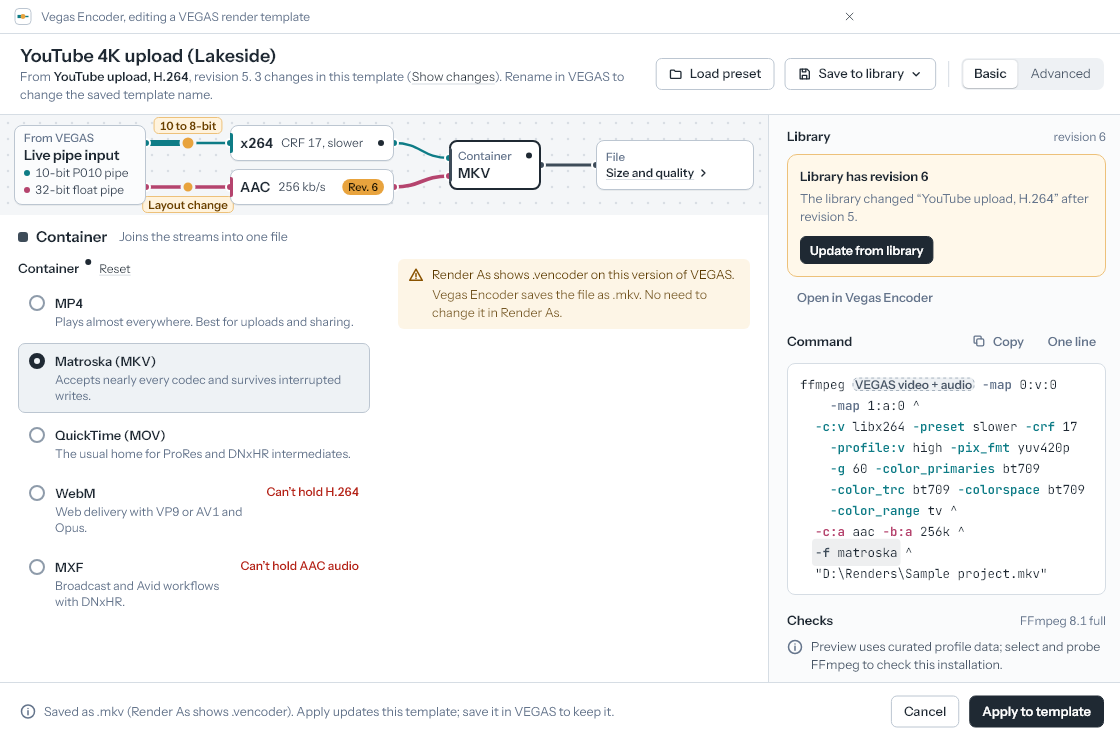 Vegas Encoder, editing a VEGAS render template
YouTube 4K upload (Lakeside)
From YouTube upload, H.264, revision 5. 3 changes in this template (Show changes). Rename in VEGAS to
change the saved template name.
Load preset
Save to library
Basic
Advanced
From VEGAS
Live pipe input
10-bit P010 pipe
32-bit float pipe
10 to 8-bit
Layout change
x264 CRF 17, slower
AAC 256 kb/s Rev. 6
Container
MKV
File
Size and quality
Container Joins the streams into one file
Container Reset
MP4
Plays almost everywhere. Best for uploads and sharing.
Matroska (MKV)
Accepts nearly every codec and survives interrupted
writes.
QuickTime (MOV)
The usual home for ProRes and DNxHR intermediates.
WebM Can't hold H.264
Web delivery with VP9 or AV1 and
Opus.
MXF Can't hold AAC audio
Broadcast and Avid workflows
with DNxHR.
Render As shows .vencoder on this version of VEGAS.
Vegas Encoder saves the file as .mkv. No need to
change it in Render As.
Library revision 6
Library has revision 6
The library changed “YouTube upload, H.264” after
revision 5.
Update from library
Open in Vegas Encoder
Command Copy One line
ffmpeg VEGAS video + audio -map 0:v:0
-map 1:a:0 ^
-c:v libx264 -preset slower -crf 17
-profile:v high -pix_fmt yuv420p
-g 60 -color_primaries bt709
-color_trc bt709 -colorspace bt709
-color_range tv ^
-c:a aac -b:a 256k ^
-f matroska ^
"D:\Renders\Sample project.mkv"
Checks FFmpeg 8.1 full
Preview uses curated profile data; select and probe
FFmpeg to check this installation.
Saved as .mkv (Render As shows .vencoder). Apply updates this template; save it in VEGAS to keep it.
Cancel
Apply to template